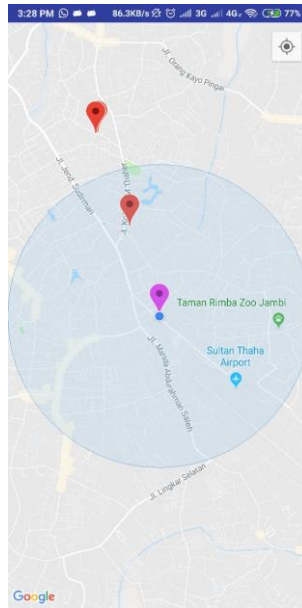 3:28 PM 86.3KB/s 3G 4G 77%
Jl. Orang Kayo Pingai
Jl. Jend. Sudirman
Taman Rimba Zoo Jambi
Sultan Thaha
Airport
Jl. Marsda Abdurahman Saleh
Jl. Lingkar Selatan
Google